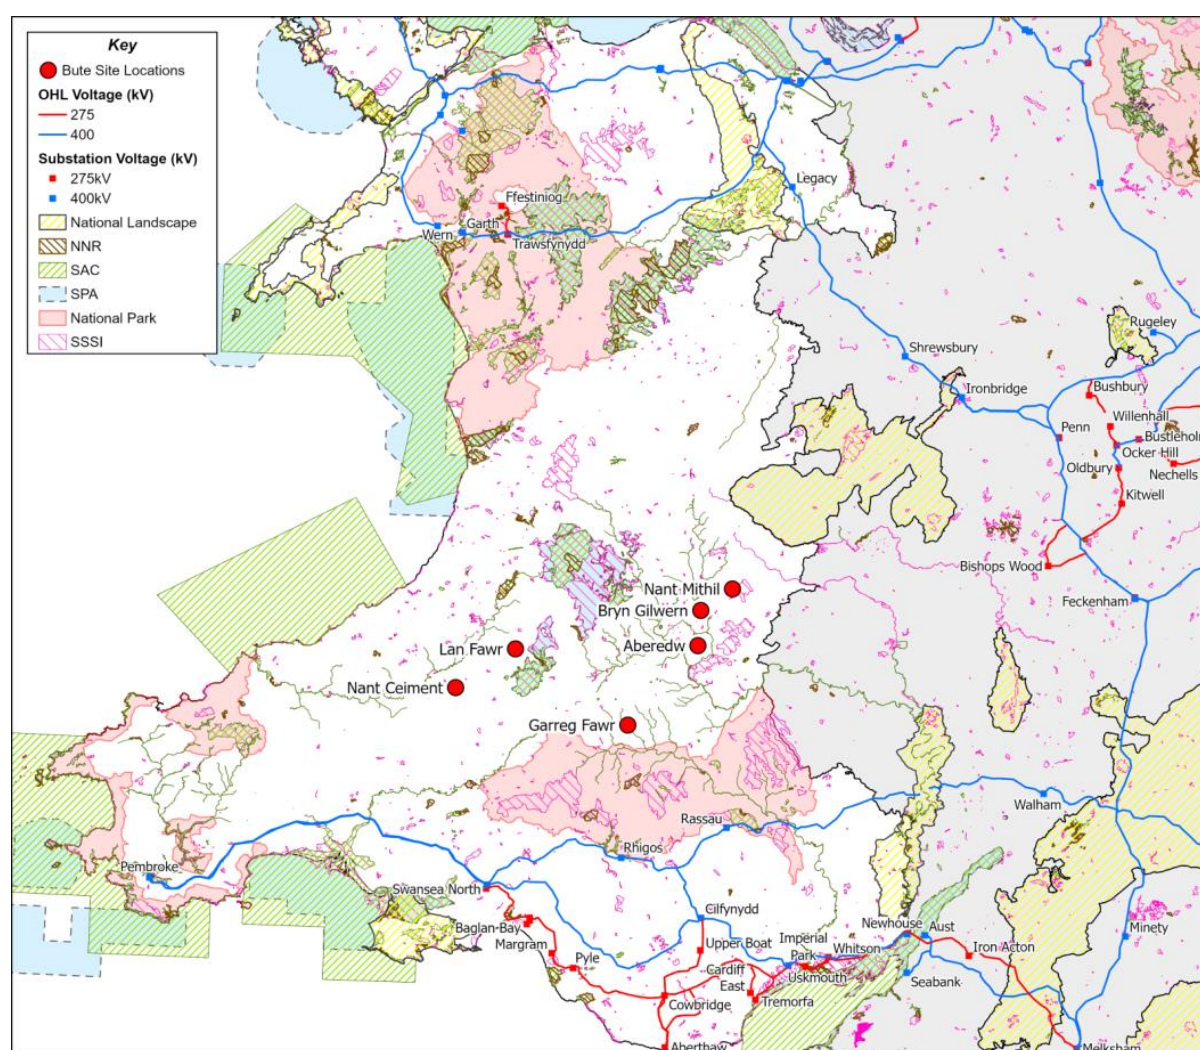 Key
Bute Site Locations
OHL Voltage (kV)
275
400
Substation Voltage (kV)
275kV
400kV
National Landscape
NNR
SAC
SPA
National Park
SSSI
Legacy
Ffestiniog
Garth
Wern
Trawsfynydd
Rugeley
Shrewsbury
Ironbridge
Bushbury
Willenhall
Penn
Bustleholm
Ocker Hill
Oldbury
Nechells
Kitwell
Bishops Wood
Feckenham
Nant Mithil
Bryn Gilwern
Aberedw
Lan Fawr
Nant Ceiment
Garreg Fawr
Walham
Rassau
Rhigos
Pembroke
Swansea North
Cilfynydd
Baglan-Bay
Margram
Newhouse
Aust
Minety
Upper Boat
Imperial
Park
Whitson
Iron Acton
Pyle
Cardiff
East
Uskmouth
Seabank
Cowbridge
Tremorfa
Aberthaw
Melksham